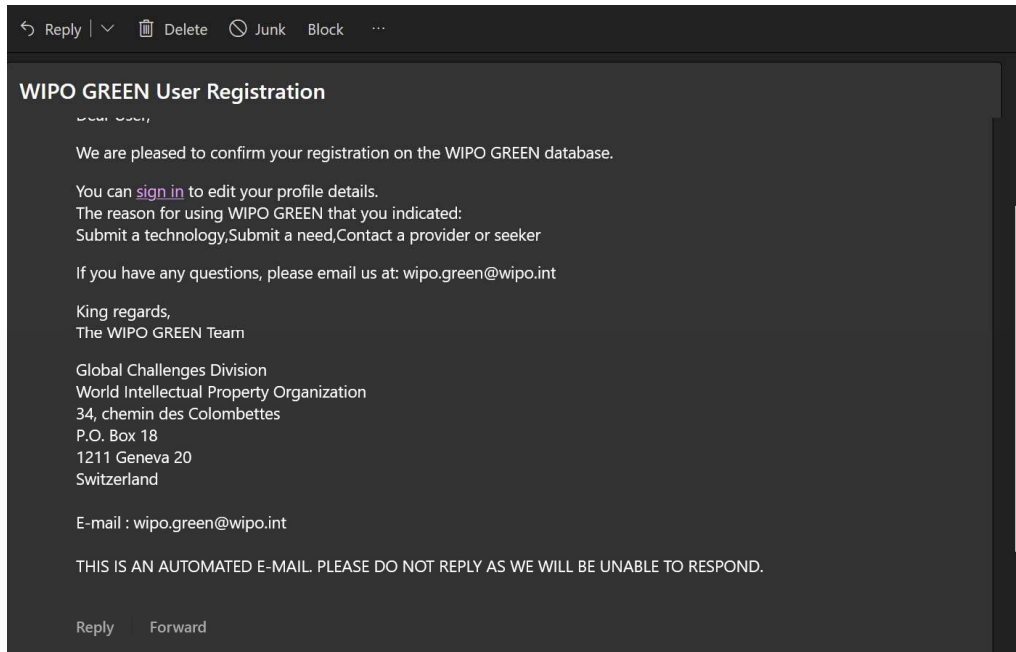 Reply
Delete
Junk
Block
WIPO GREEN User Registration
Dear User,
We are pleased to confirm your registration on the WIPO GREEN database.
You can sign in to edit your profile details.
The reason for using WIPO GREEN that you indicated:
Submit a technology,Submit a need,Contact a provider or seeker
If you have any questions, please email us at: wipo.green@wipo.int
King regards,
The WIPO GREEN Team
Global Challenges Division
World Intellectual Property Organization
34, chemin des Colombettes
P.O. Box 18
1211 Geneva 20
Switzerland
E-mail : wipo.green@wipo.int
THIS IS AN AUTOMATED E-MAIL. PLEASE DO NOT REPLY AS WE WILL BE UNABLE TO RESPOND.
Reply Forward